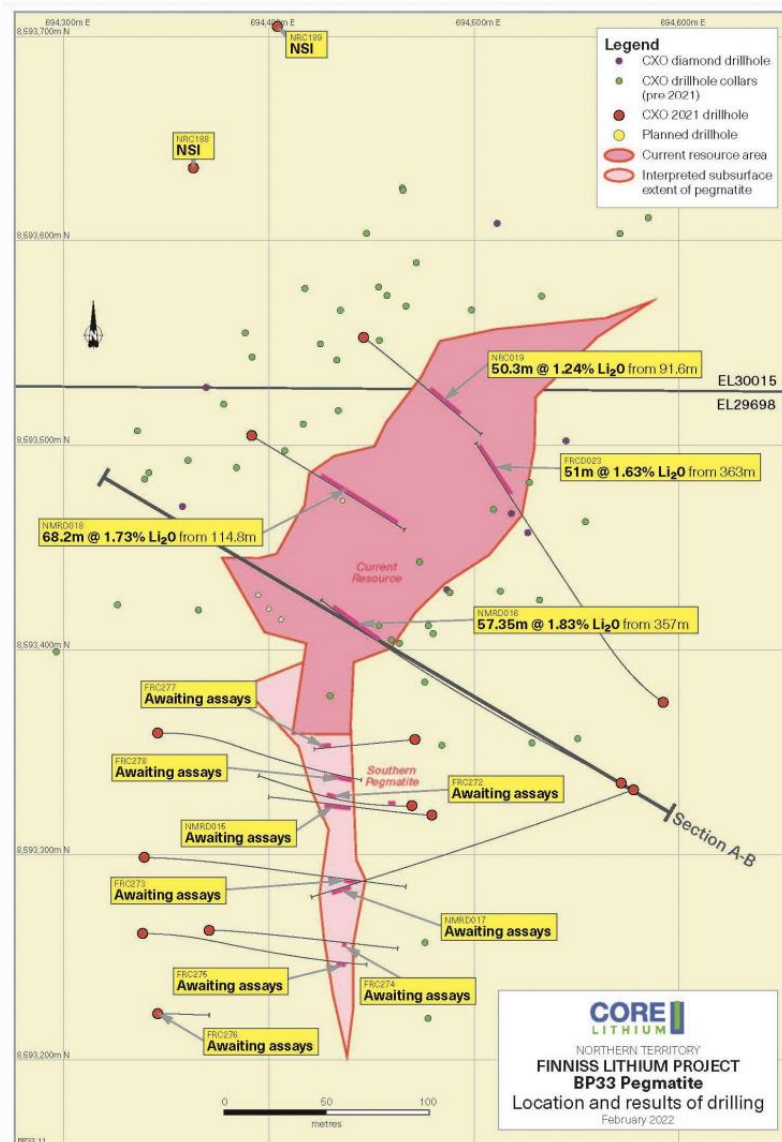 694,300m E
694,400m E
694,500m E
694,600m E
8,593,700m N
NRC189
NSI
NRC188
NSI
Legend
CXO diamond drillhole
CXO drillhole collars
(pre 2021)
CXO 2021 drillhole
Planned drillhole
Current resource area
Interpreted subsurface
extent of pegmatite
8,593,600m N
N
NRC019
50.3m @ 1.24% Li₂O from 91.6m
EL30015
EL29698
8,593,500m N
FRCD023
51m @ 1.63% Li₂O from 363m
NMRD018
68.2m @ 1.73% Li₂O from 114.8m
Current
Resource
NMRD016
57.35m @ 1.83% Li₂O from 357m
8,593,400m N
FRC277
Awaiting assays
FRC278
Awaiting assays
Southern
Pegmatite
FRC272
Awaiting assays
NMRD015
Awaiting assays
Section A-B
8,593,300m N
FRC273
Awaiting assays
NMRD017
Awaiting assays
FRC275
Awaiting assays
FRC274
Awaiting assays
FRC276
Awaiting assays
8,593,200m N
0 50 100
metres
CORE
LITHIUM
NORTHERN TERRITORY
FINNISS LITHIUM PROJECT
BP33 Pegmatite
Location and results of drilling
February 2022
BP33 11